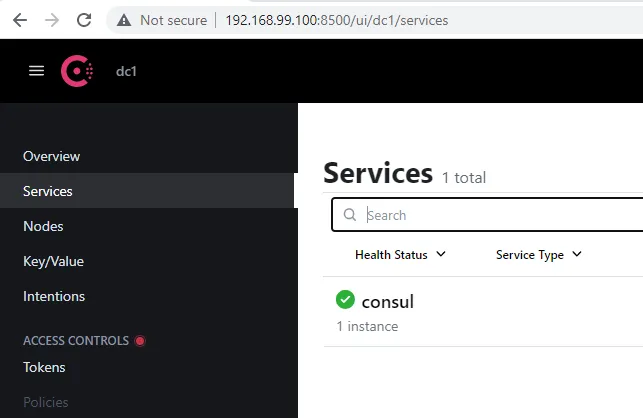 Not secure 192.168.99.100:8500/ui/dc1/services
dc1
Overview
Services
Nodes
Key/Value
Intentions
ACCESS CONTROLS
Tokens
Policies
Services 1 total
Search
Health Status Service Type
consul
1 instance